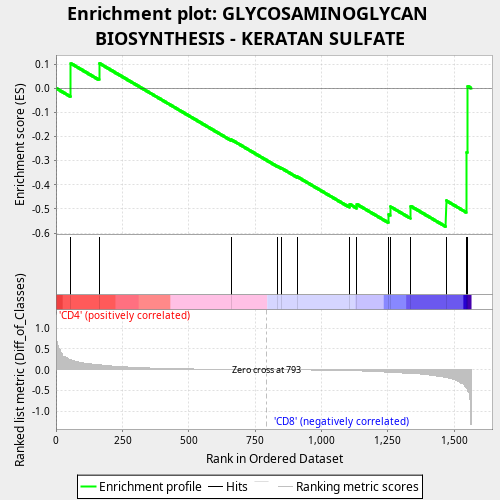 Enrichment plot: GLYCOSAMINOGLYCAN
BIOSYNTHESIS - KERATAN SULFATE
Enrichment score (ES)
0.1
0.0
-0.1
-0.2
-0.3
-0.4
-0.5
-0.6
'CD4' (positively correlated)
Ranked list metric (Diff_of_Classes)
1.0
0.5
0.0
-0.5
-1.0
Zero cross at 793
'CD8' (negatively correlated)
0 250 500 750 1,000 1,250 1,500
Rank in Ordered Dataset
Enrichment profile Hits Ranking metric scores